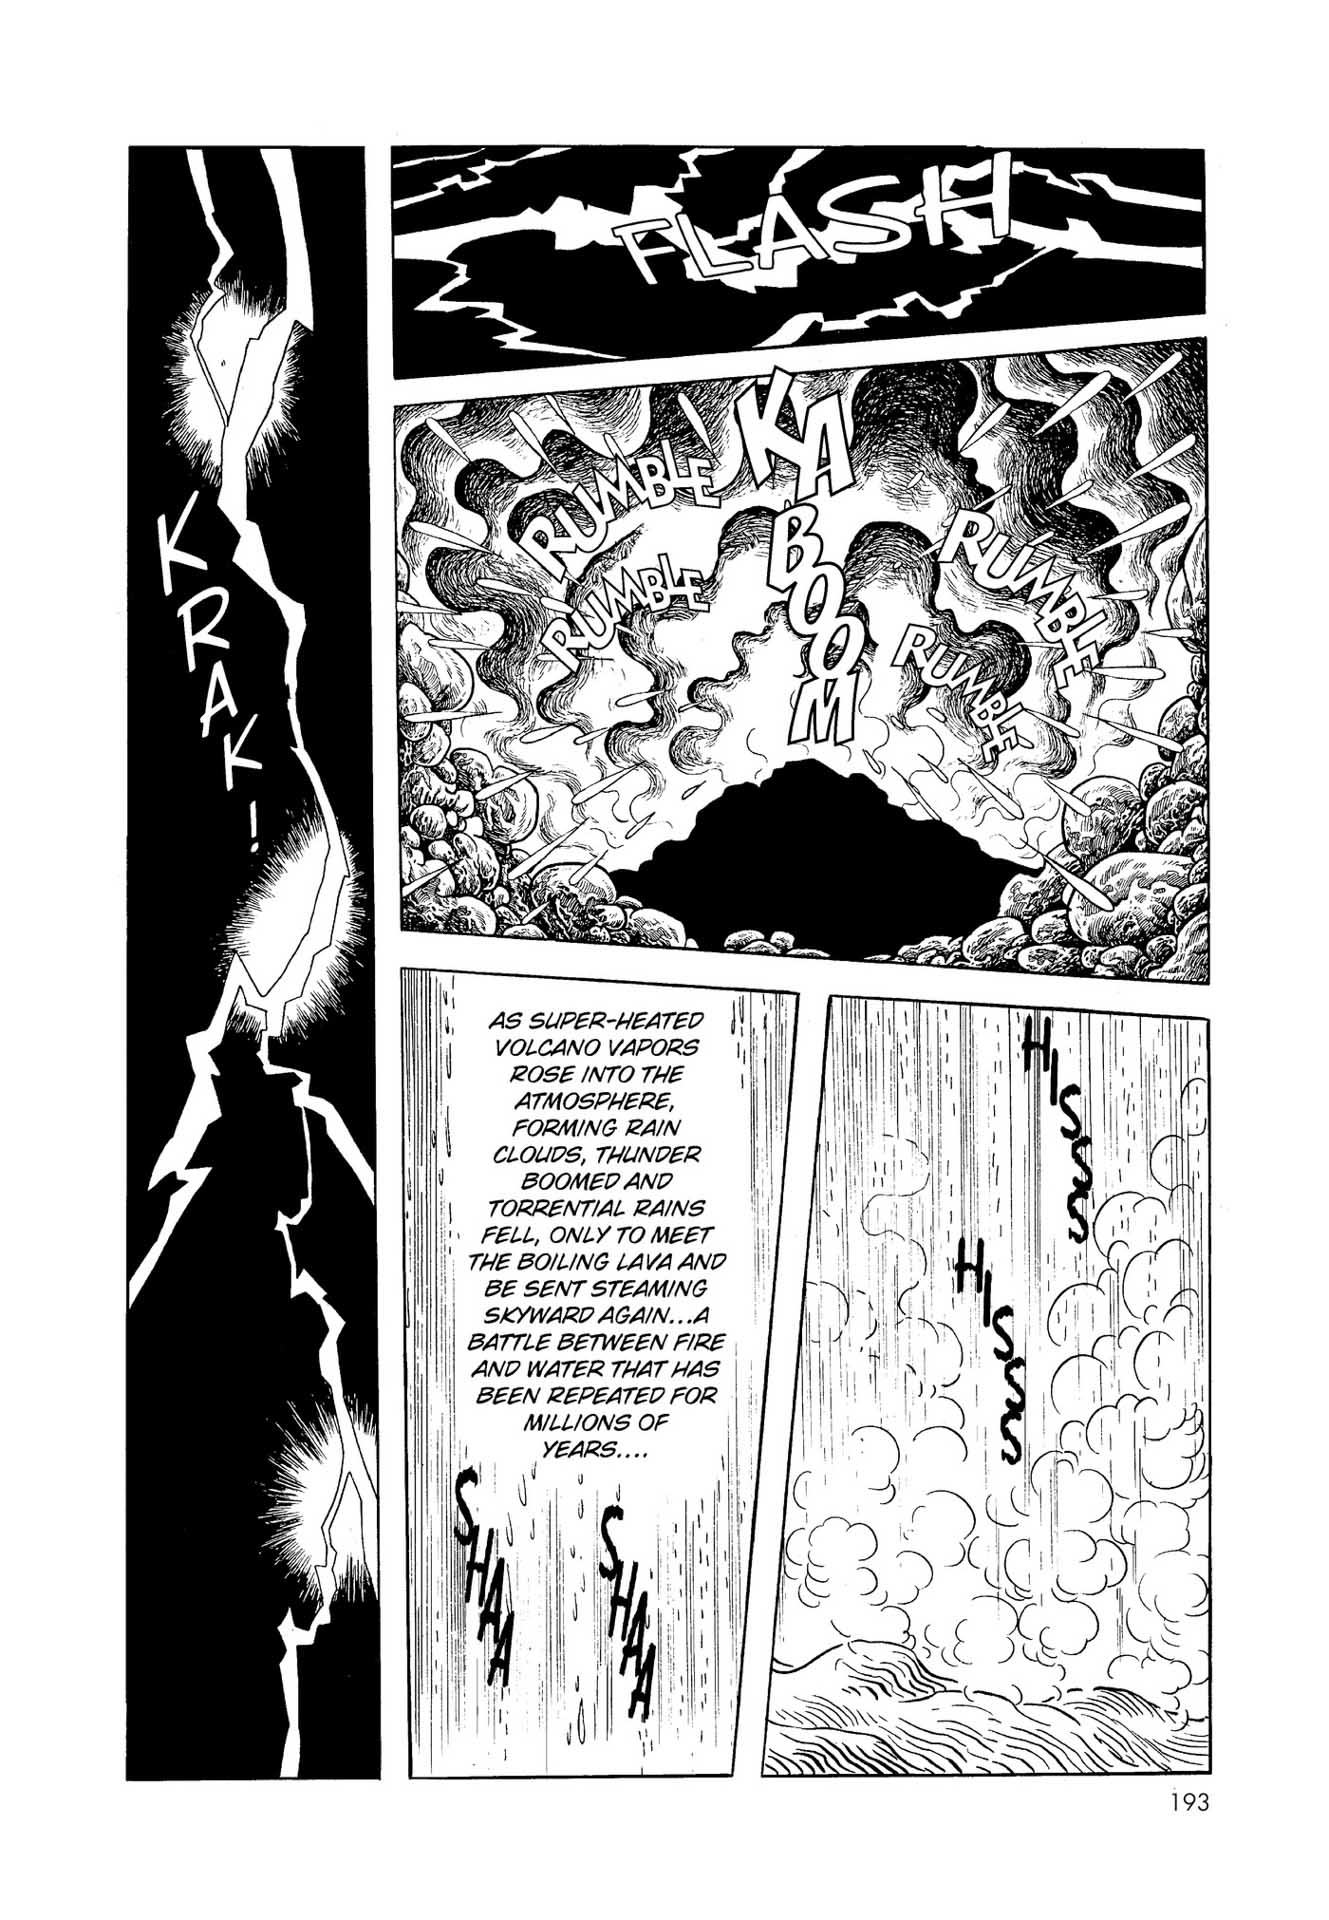 KRAK!
FLASH
KABOOM
RUMBLE
RUMBLE
RUMBLE
RUMBLE
AS SUPER-HEATED
VOLCANO VAPORS
ROSE INTO THE
ATMOSPHERE,
FORMING RAIN
CLOUDS, THUNDER
BOOMED AND
TORRENTIAL RAINS
FELL, ONLY TO MEET
THE BOILING LAVA AND
BE SENT STEAMING
SKYWARD AGAIN...A
BATTLE BETWEEN FIRE
AND WATER THAT HAS
BEEN REPEATED FOR
MILLIONS OF
YEARS....
SHAA
SHAA
HISSSS
HISSSS
193